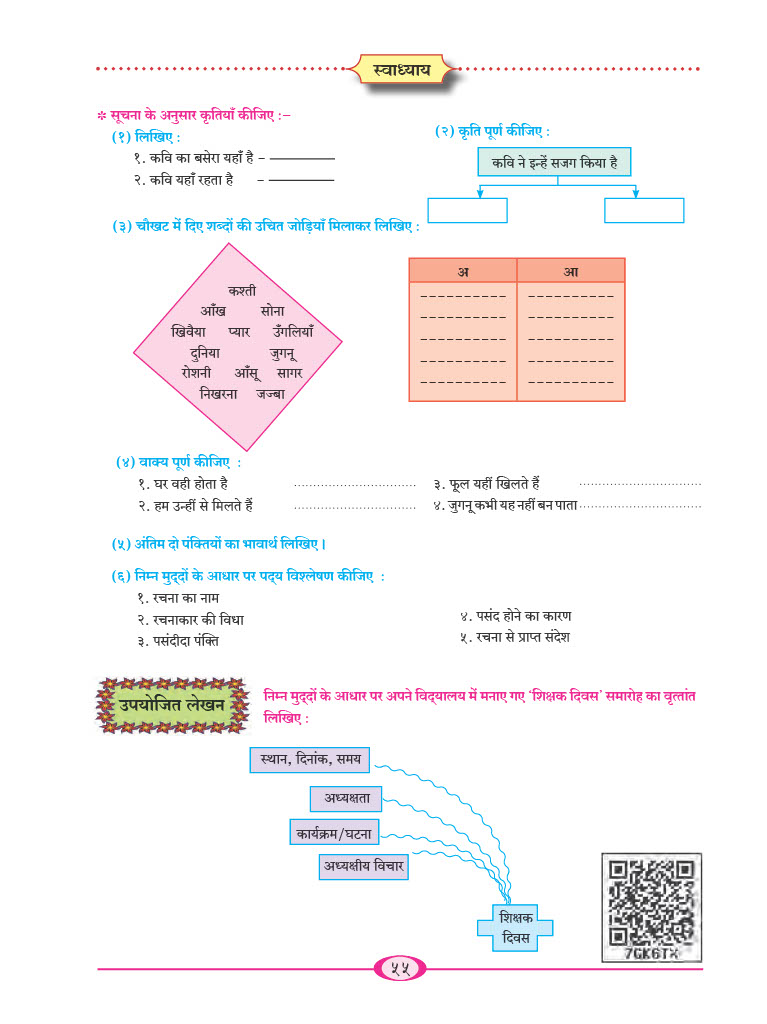 स्वाध्याय
* सूचना के अनुसार कृतियाँ कीजिए :–
(१) लिखिए :
१. कवि का बसेरा यहाँ है –
२. कवि यहाँ रहता है –
(२) कृति पूर्ण कीजिए :
कवि ने इन्हें सजग किया है
(३) चौखट में दिए शब्दों की उचित जोड़ियाँ मिलाकर लिखिए :
कश्ती
आँख सोना
खिवैया प्यार उँगलियाँ
दुनिया जुगनू
रोशनी आँसू सागर
निखरना जज्बा
अ आ
(४) वाक्य पूर्ण कीजिए :
१. घर वही होता है ..............................
२. हम उन्हीं से मिलते हैं ..............................
३. फूल यहीं खिलते हैं ..............................
४. जुगनू कभी यह नहीं बन पाता ..............................
(५) अंतिम दो पंक्तियों का भावार्थ लिखिए ।
(६) निम्न मुद्दों के आधार पर पद्य विश्लेषण कीजिए :
१. रचना का नाम
२. रचनाकार की विधा
३. पसंदीदा पंक्ति
४. पसंद होने का कारण
५. रचना से प्राप्त संदेश
उपयोजित लेखन
निम्न मुद्दों के आधार पर अपने विद्यालय में मनाए गए ‘शिक्षक दिवस’ समारोह का वृत्तांत
लिखिए :
स्थान, दिनांक, समय
अध्यक्षता
कार्यक्रम/घटना
अध्यक्षीय विचार
शिक्षक
दिवस
7GK6TX
५५